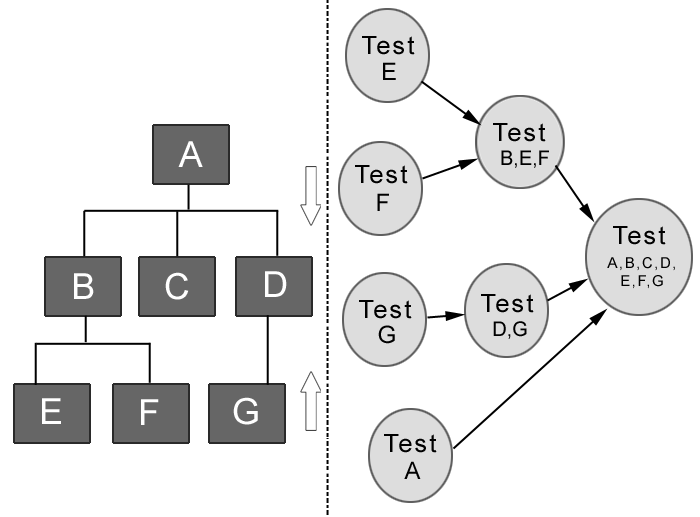 A
B
C
D
E
F
G
Test
E
Test
F
Test
B,E,F
Test
G
Test
D,G
Test
A,B,C,D,
E,F,G
Test
A